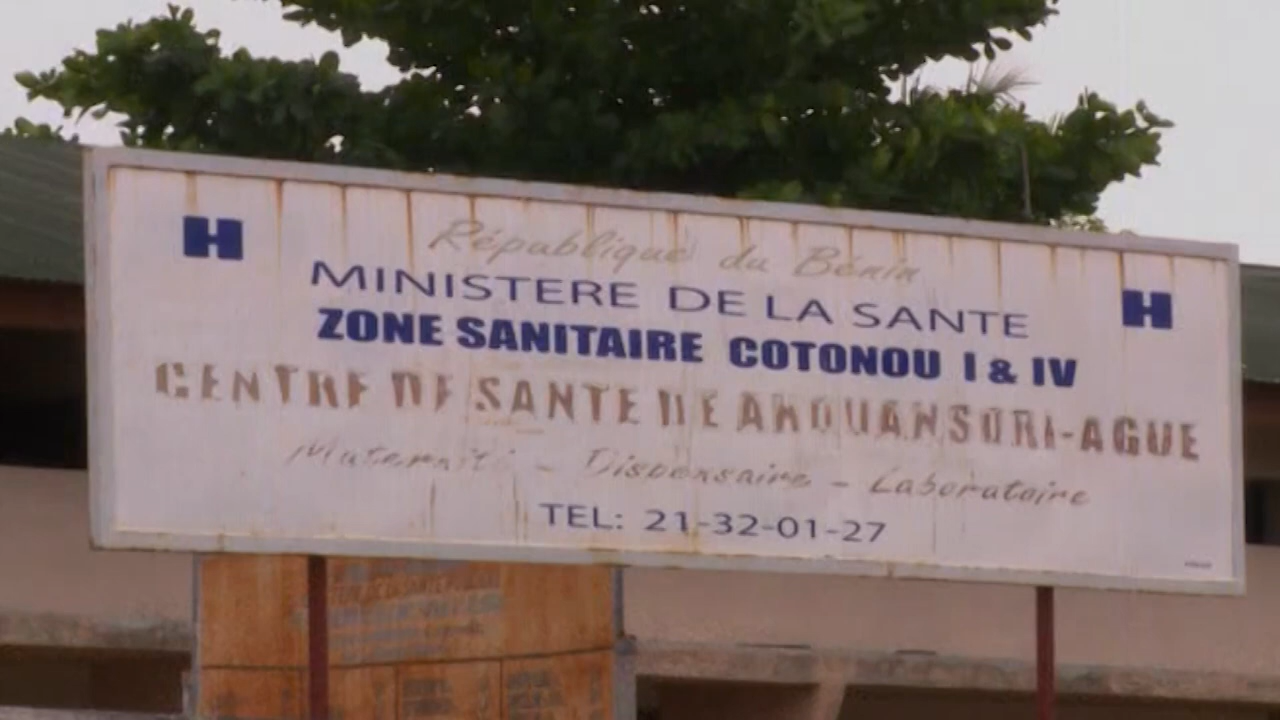 H
H
République du Bénin
MINISTERE DE LA SANTE
ZONE SANITAIRE COTONOU I & IV
CENTRE DE SANTE DE AHOUANSORI-AGUE
Maternité - Dispensaire - Laboratoire
TEL: 21-32-01-27